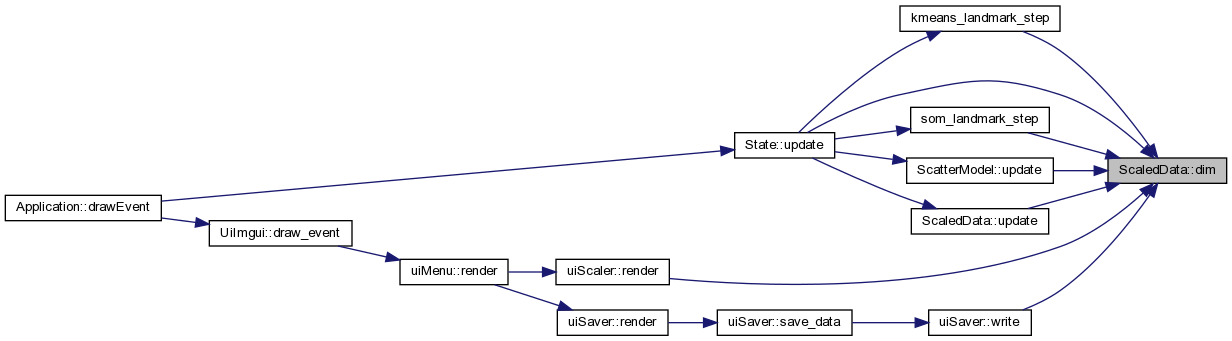 kmeans_landmark_step
som_landmark_step
State::update
ScatterModel::update
ScaledData::dim
Application::drawEvent
ScaledData::update
UiImgui::draw_event
uiMenu::render
uiScaler::render
uiSaver::render
uiSaver::save_data
uiSaver::write